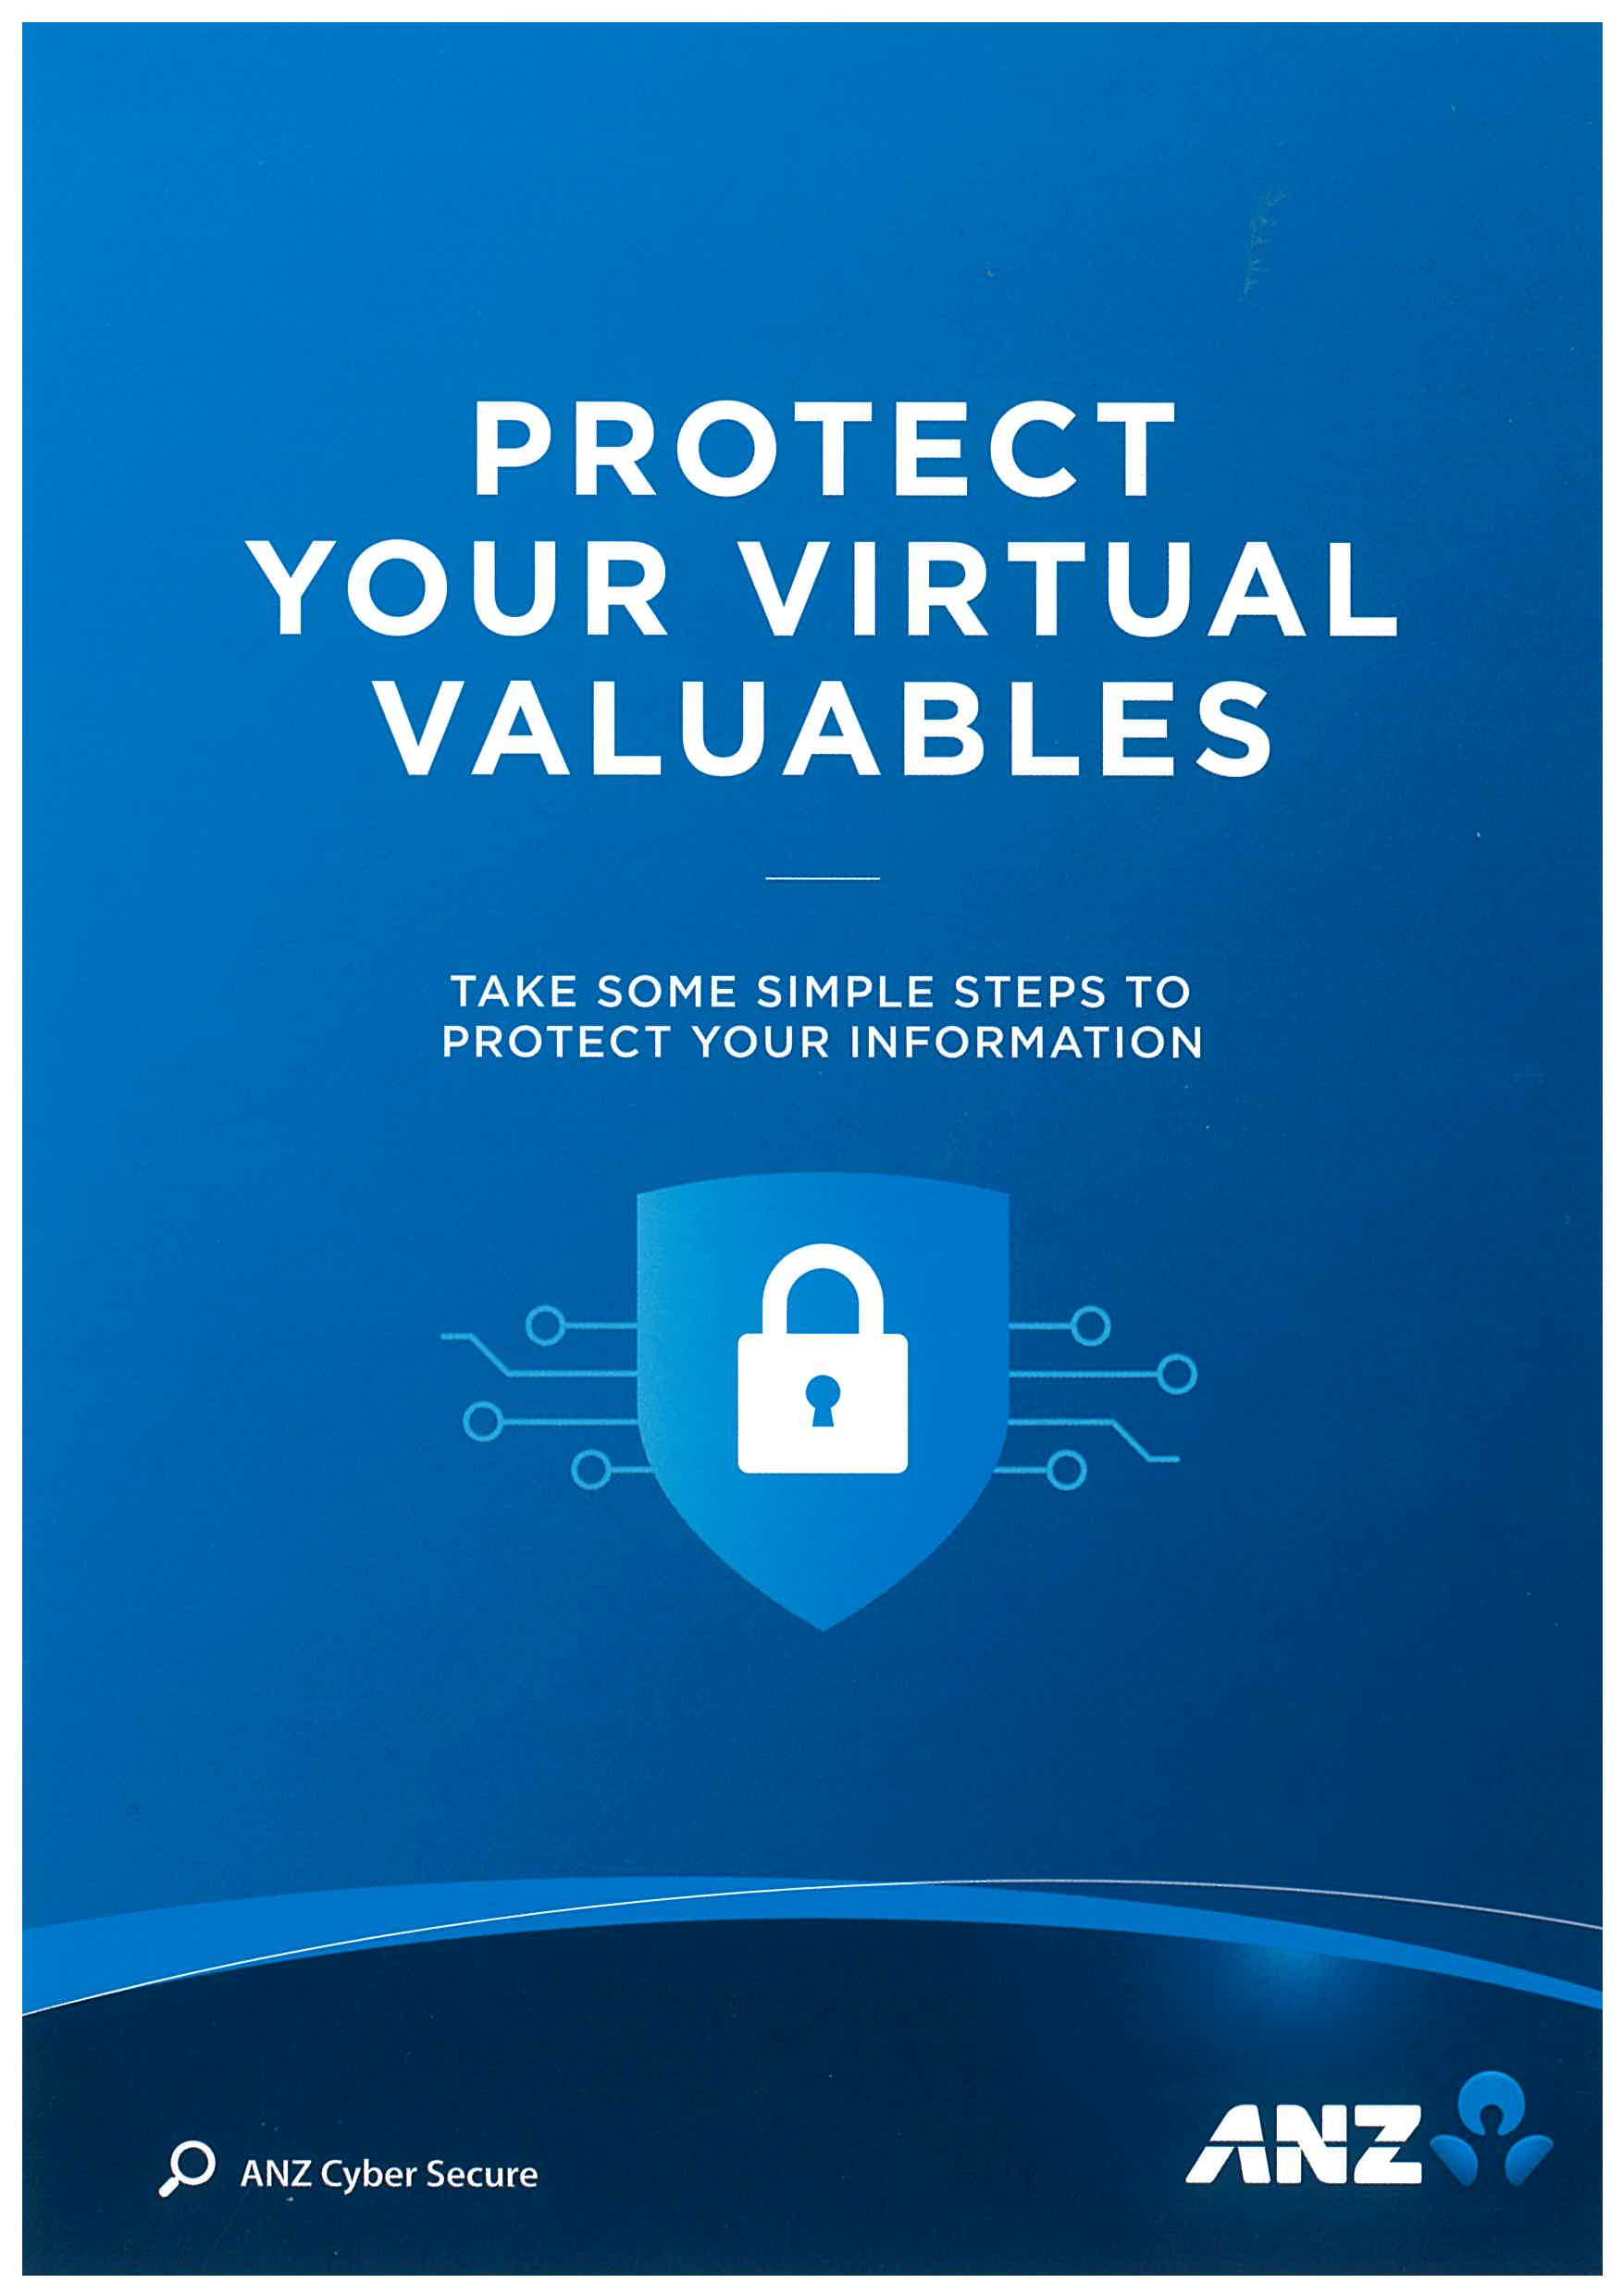 PROTECT
YOUR VIRTUAL
VALUABLES
TAKE SOME SIMPLE STEPS TO
PROTECT YOUR INFORMATION
ANZ Cyber Secure
ANZ